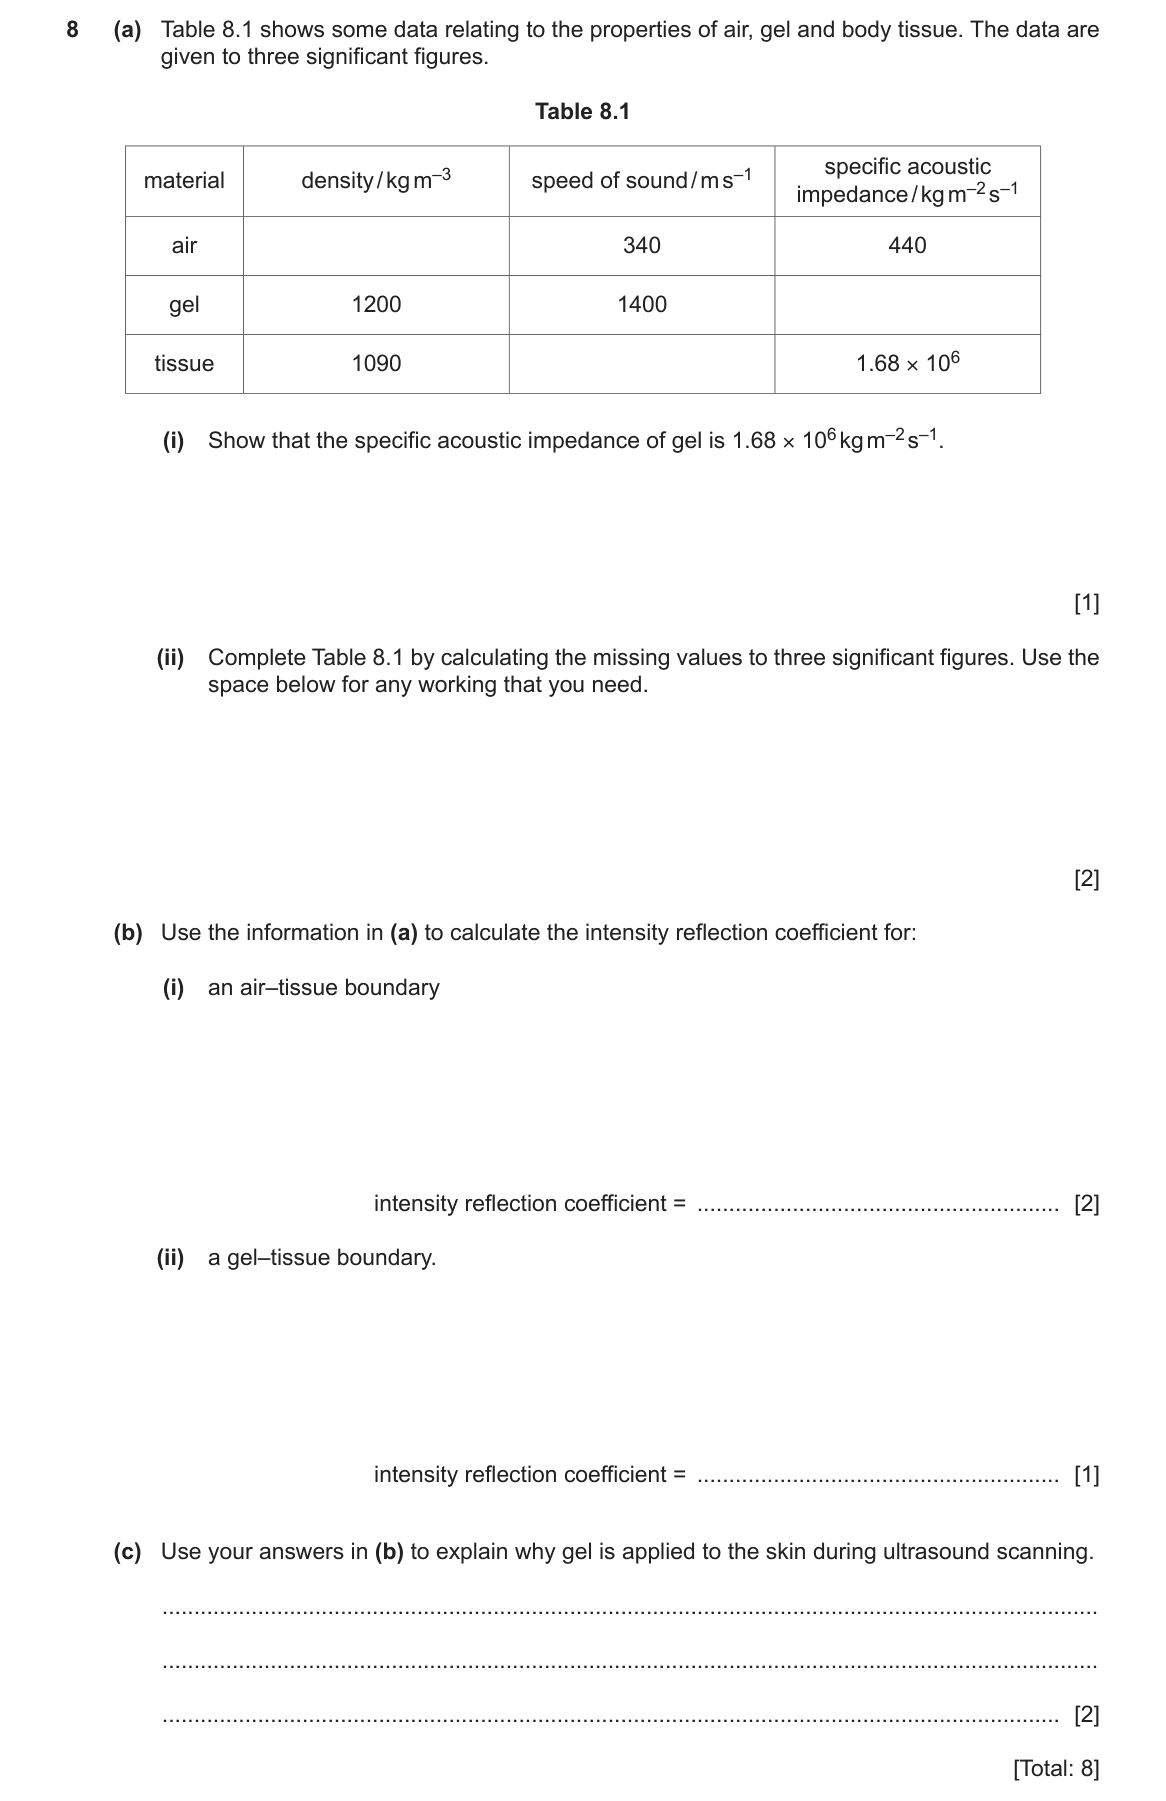 8 (a) Table 8.1 shows some data relating to the properties of air, gel and body tissue. The data are
given to three significant figures.
Table 8.1
material density / kg m⁻³ speed of sound / m s⁻¹ specific acoustic impedance / kg m⁻² s⁻¹
air 340 440
gel 1200 1400
tissue 1090 1.68 × 10⁶
(i) Show that the specific acoustic impedance of gel is 1.68 × 10⁶ kg m⁻² s⁻¹.
[1]
(ii) Complete Table 8.1 by calculating the missing values to three significant figures. Use the
space below for any working that you need.
[2]
(b) Use the information in (a) to calculate the intensity reflection coefficient for:
(i) an air–tissue boundary
intensity reflection coefficient = ......................................................... [2]
(ii) a gel–tissue boundary.
intensity reflection coefficient = ......................................................... [1]
(c) Use your answers in (b) to explain why gel is applied to the skin during ultrasound scanning.
...................................................................................................................................................
...................................................................................................................................................
............................................................................................................................................. [2]
[Total: 8]